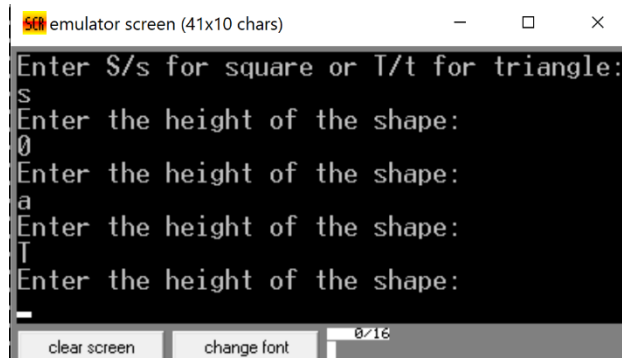 SCR emulator screen (41x10 chars)
Enter S/s for square or T/t for triangle:
s
Enter the height of the shape:
0
Enter the height of the shape:
a
Enter the height of the shape:
T
Enter the height of the shape:
clear screen change font 0/16